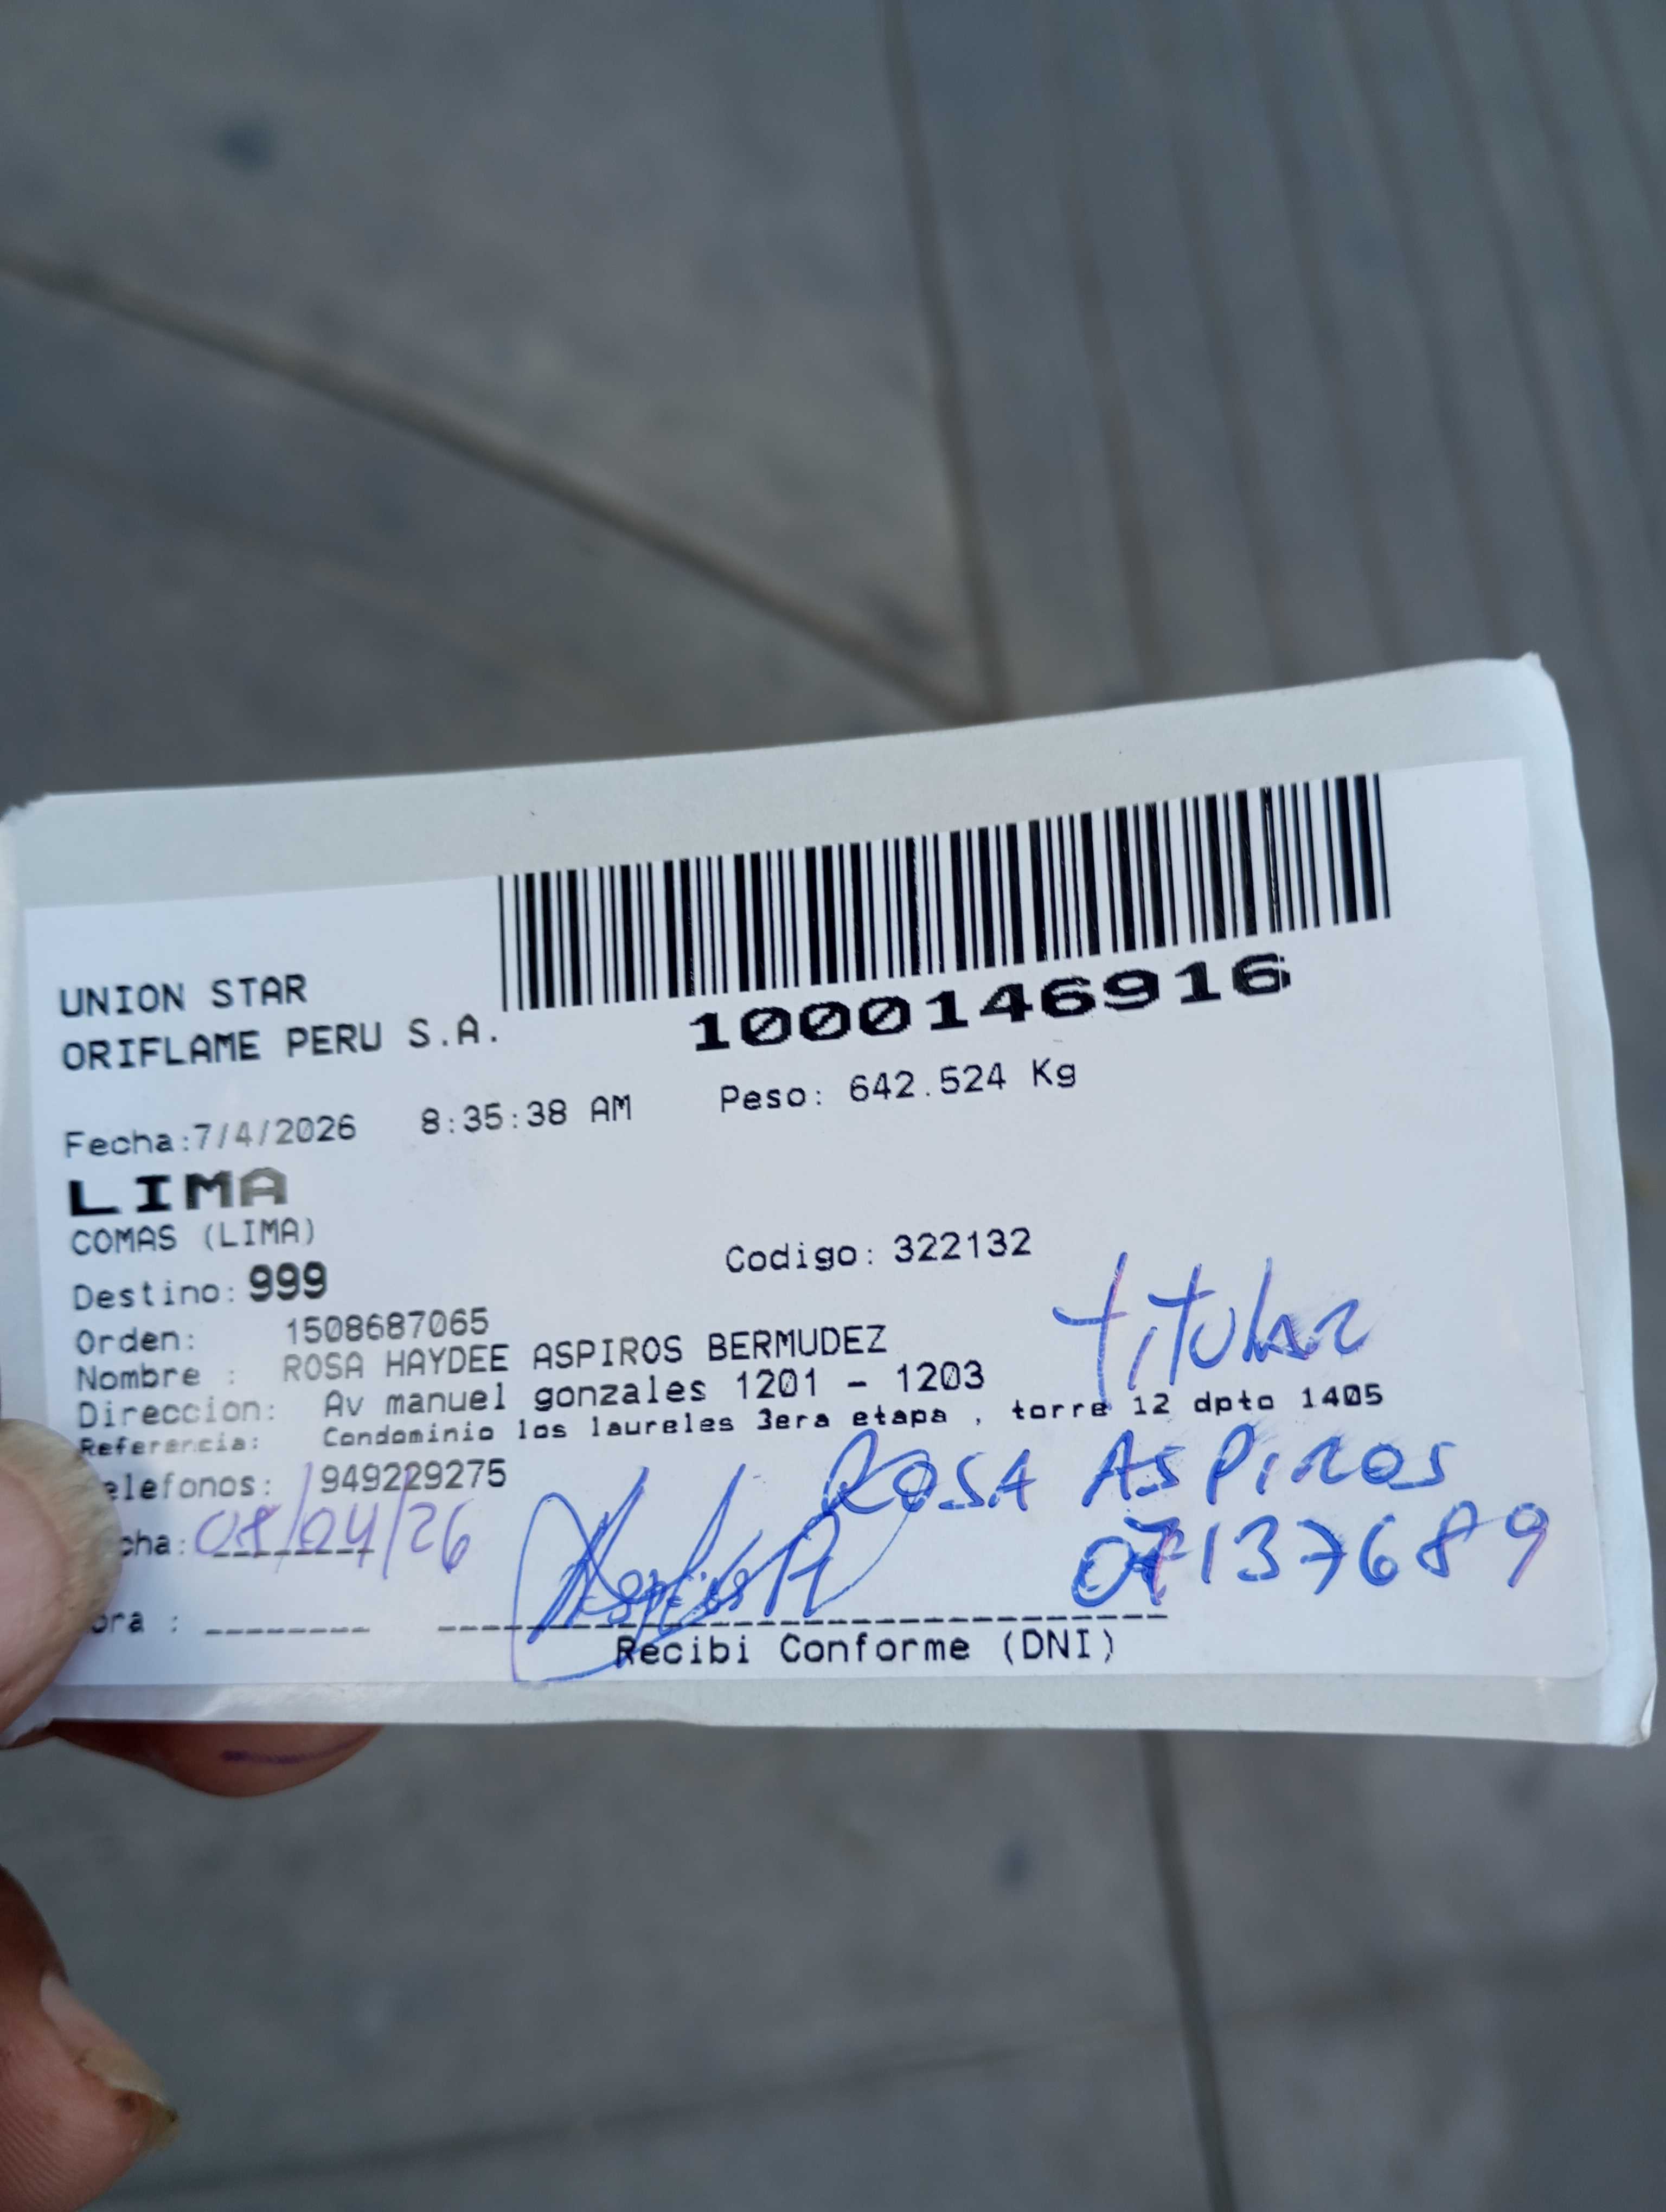 1000146916
UNION STAR
ORIFLAME PERU S.A.
Fecha:7/4/2026 8:35:38 AM Peso: 642.524 Kg
LIMA
COMAS (LIMA)
Destino: 999 Codigo: 322132
titular
Orden: 1508687065
Nombre : ROSA HAYDEE ASPIROS BERMUDEZ
Direccion: Av manuel gonzales 1201 - 1203
Referencia: Condominio los laureles 3era etapa , torre 12 dpto 1405
elefonos: 949229275
ROSA ASPIROS
cha: 08/04/26
07137689
ora :
Recibi Conforme (DNI)